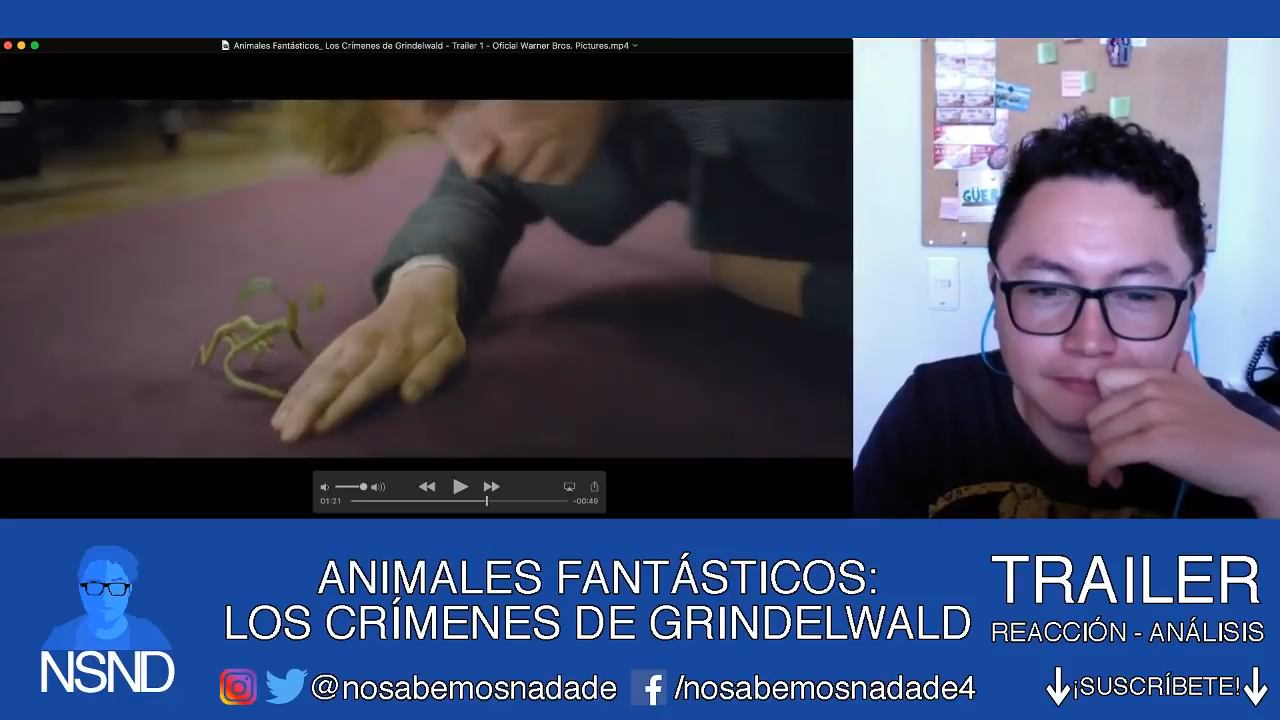 Animales Fantásticos_ Los Crímenes de Grindelwald - Trailer 1 - Oficial Warner Bros. Pictures.mp4
GÜER
01:21
-00:49
ANIMALES FANTÁSTICOS:
LOS CRÍMENES DE GRINDELWALD
TRAILER
REACCIÓN - ANÁLISIS
NSND
@nosabemosnadade
/nosabemosnadade4
¡SUSCRÍBETE!